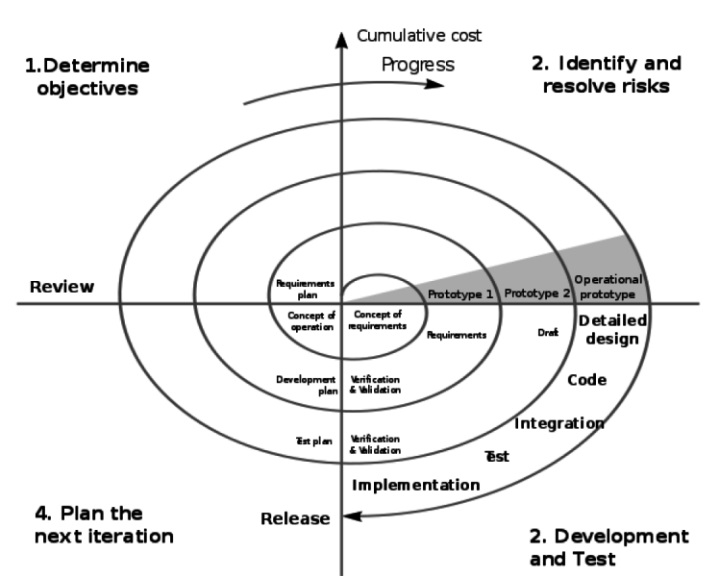 Cumulative cost
Progress
1.Determine
objectives
2. Identify and
resolve risks
Review
Requirements
plan
Prototype 1
Prototype 2
Operational
prototype
Concept of
operation
Concept of
requirements
Requirements
Draft
Detailed
design
Development
plan
Verification
& Validation
Code
Integration
Test plan
Verification
& Validation
Test
Implementation
Release
4. Plan the
next iteration
2. Development
and Test